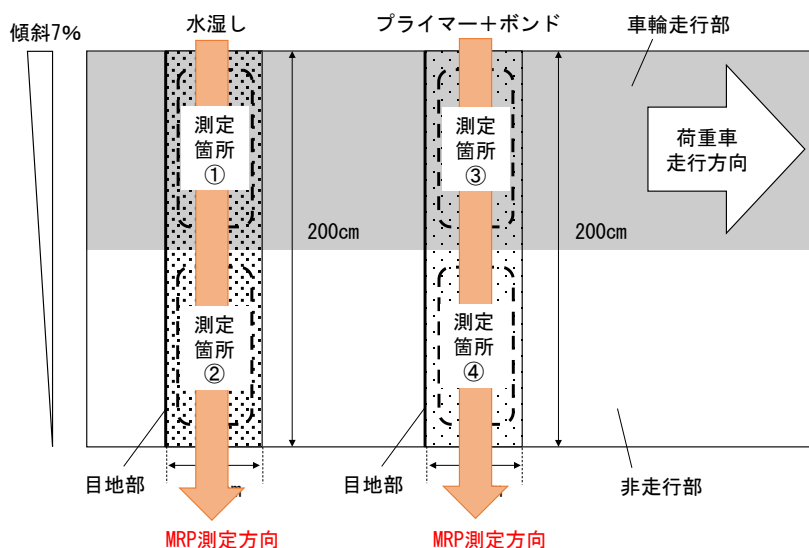 傾斜7%
水湿し
プライマー＋ボンド
車輪走行部
測定
箇所
①
測定
箇所
③
荷重車
走行方向
200cm
200cm
測定
箇所
②
測定
箇所
④
目地部
目地部
非走行部
MRP測定方向
MRP測定方向